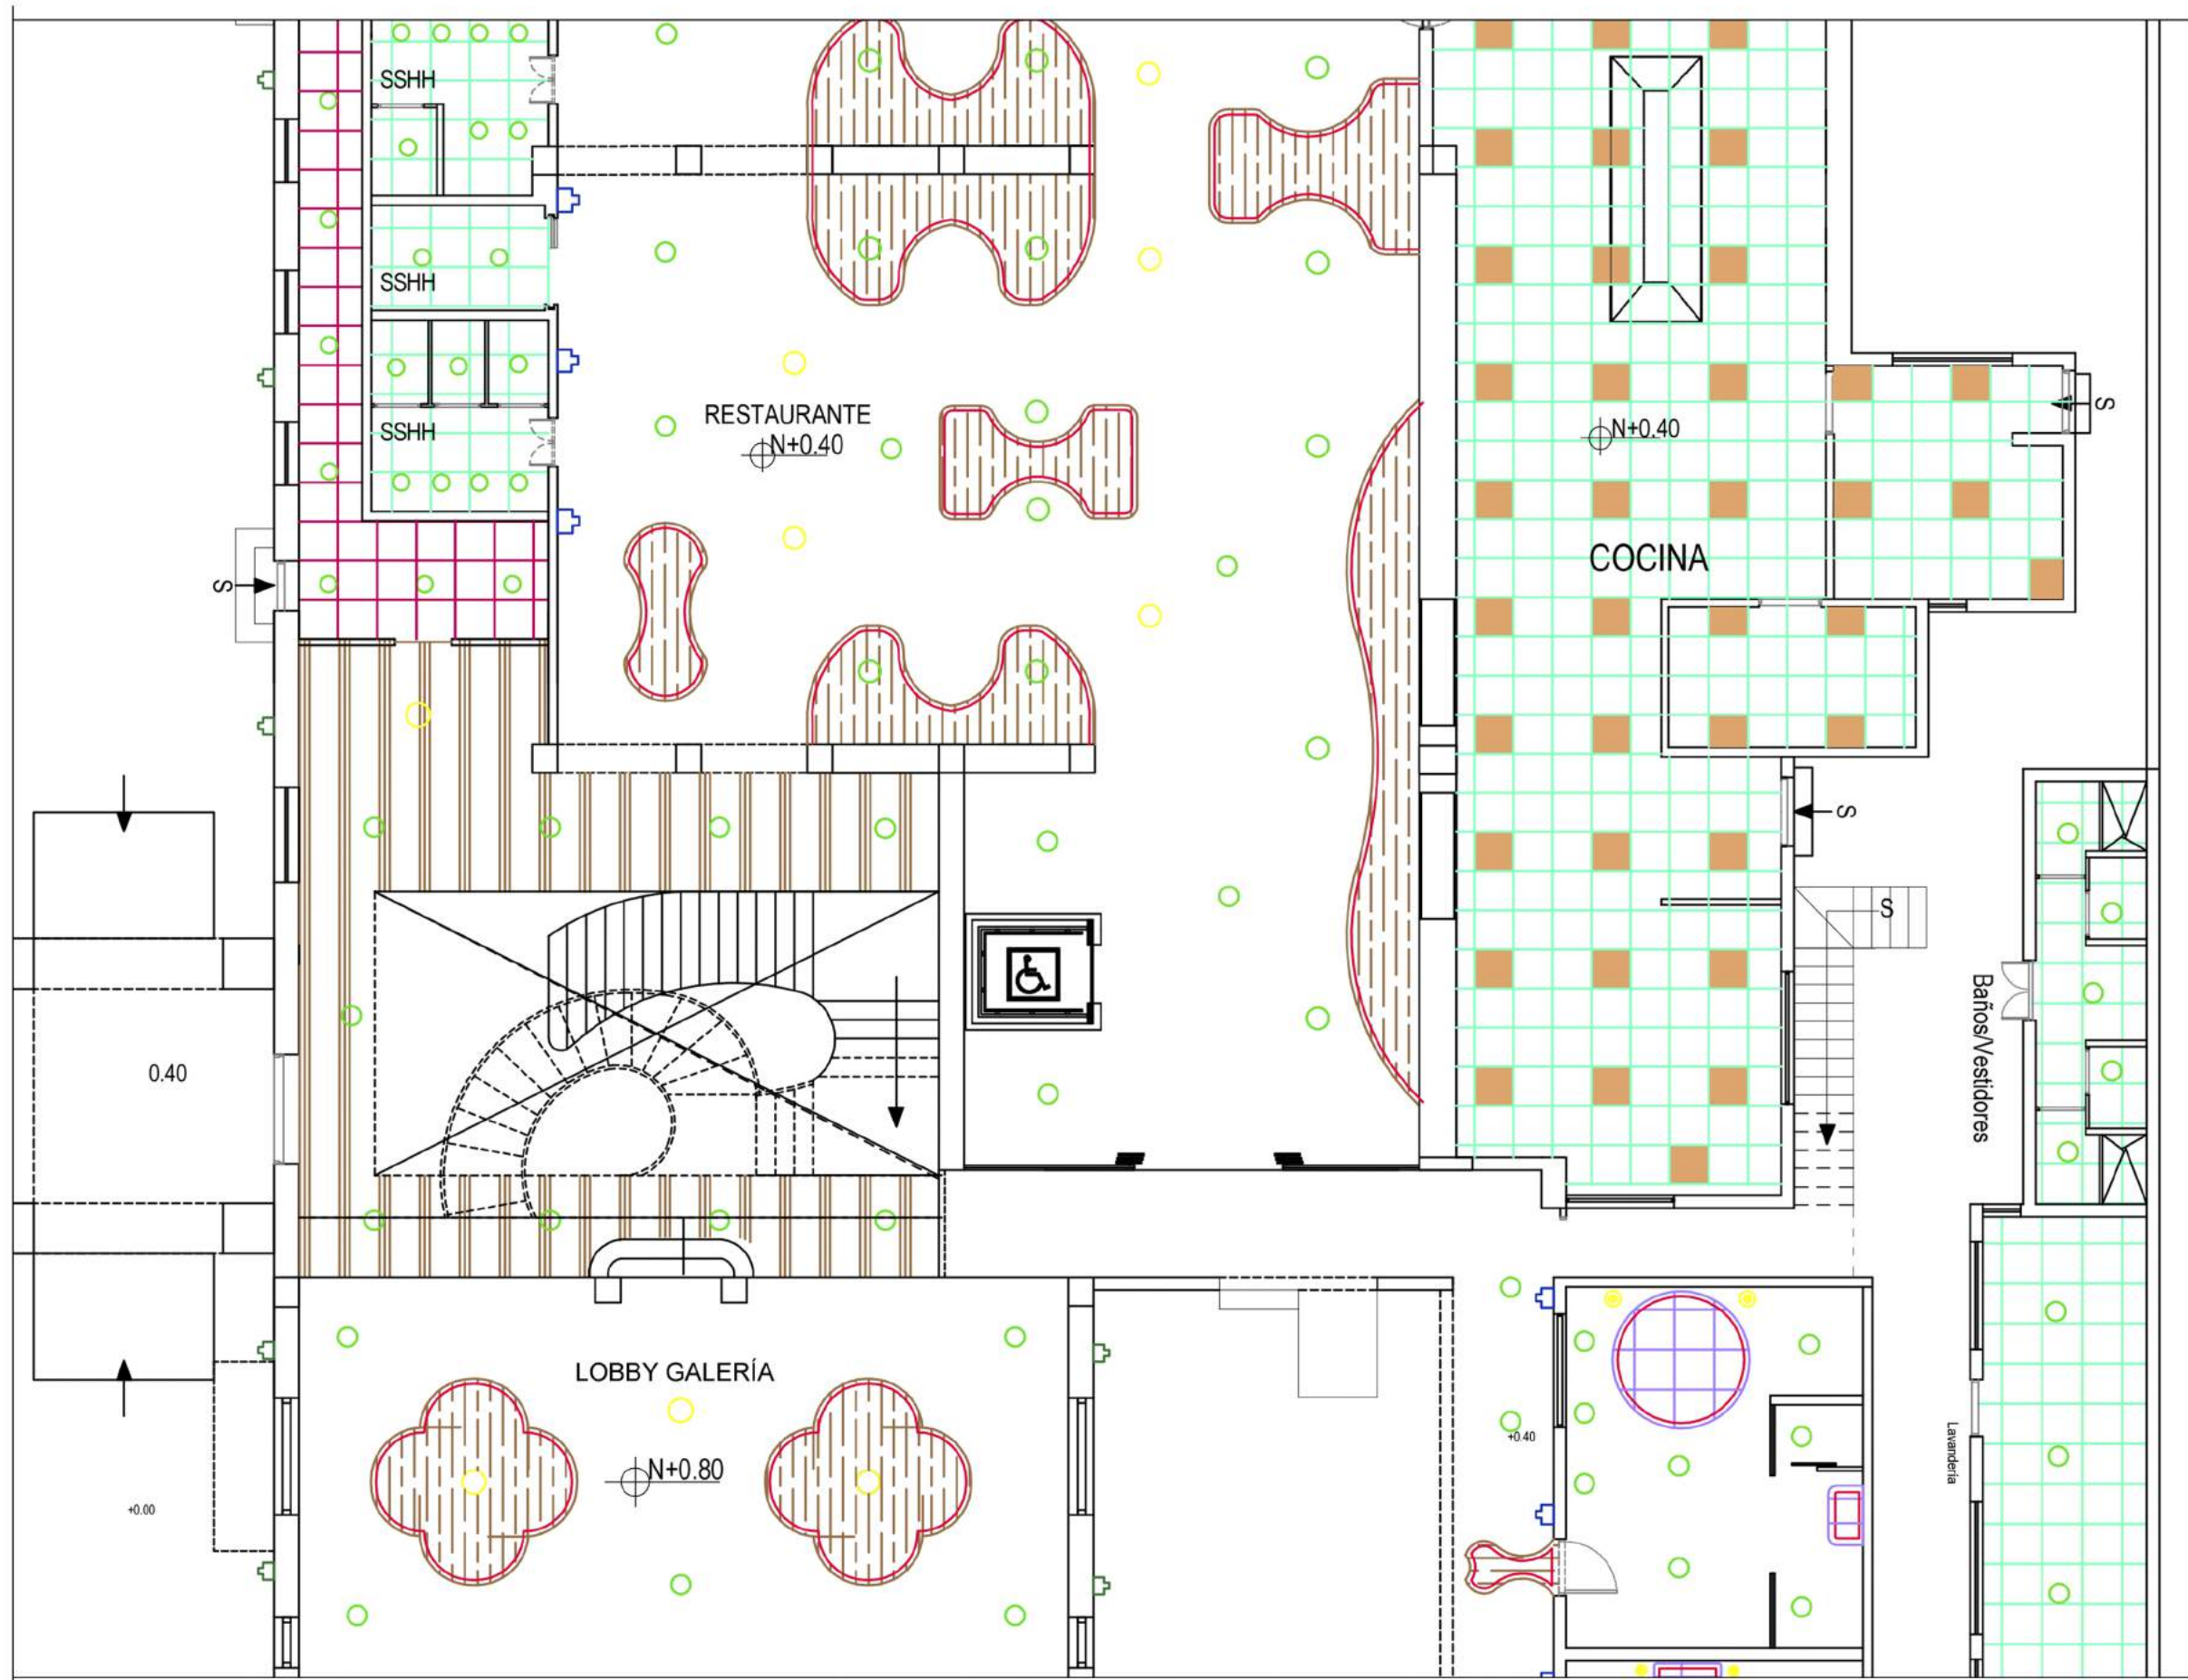 SSHH
SSHH
SSHH
RESTAURANTE
N+0.40
N+0.40
COCINA
S
S
S
S
Baños/Vestidores
0.40
LOBBY GALERÍA
N+0.80
+0.40
Lavandería
+0.00